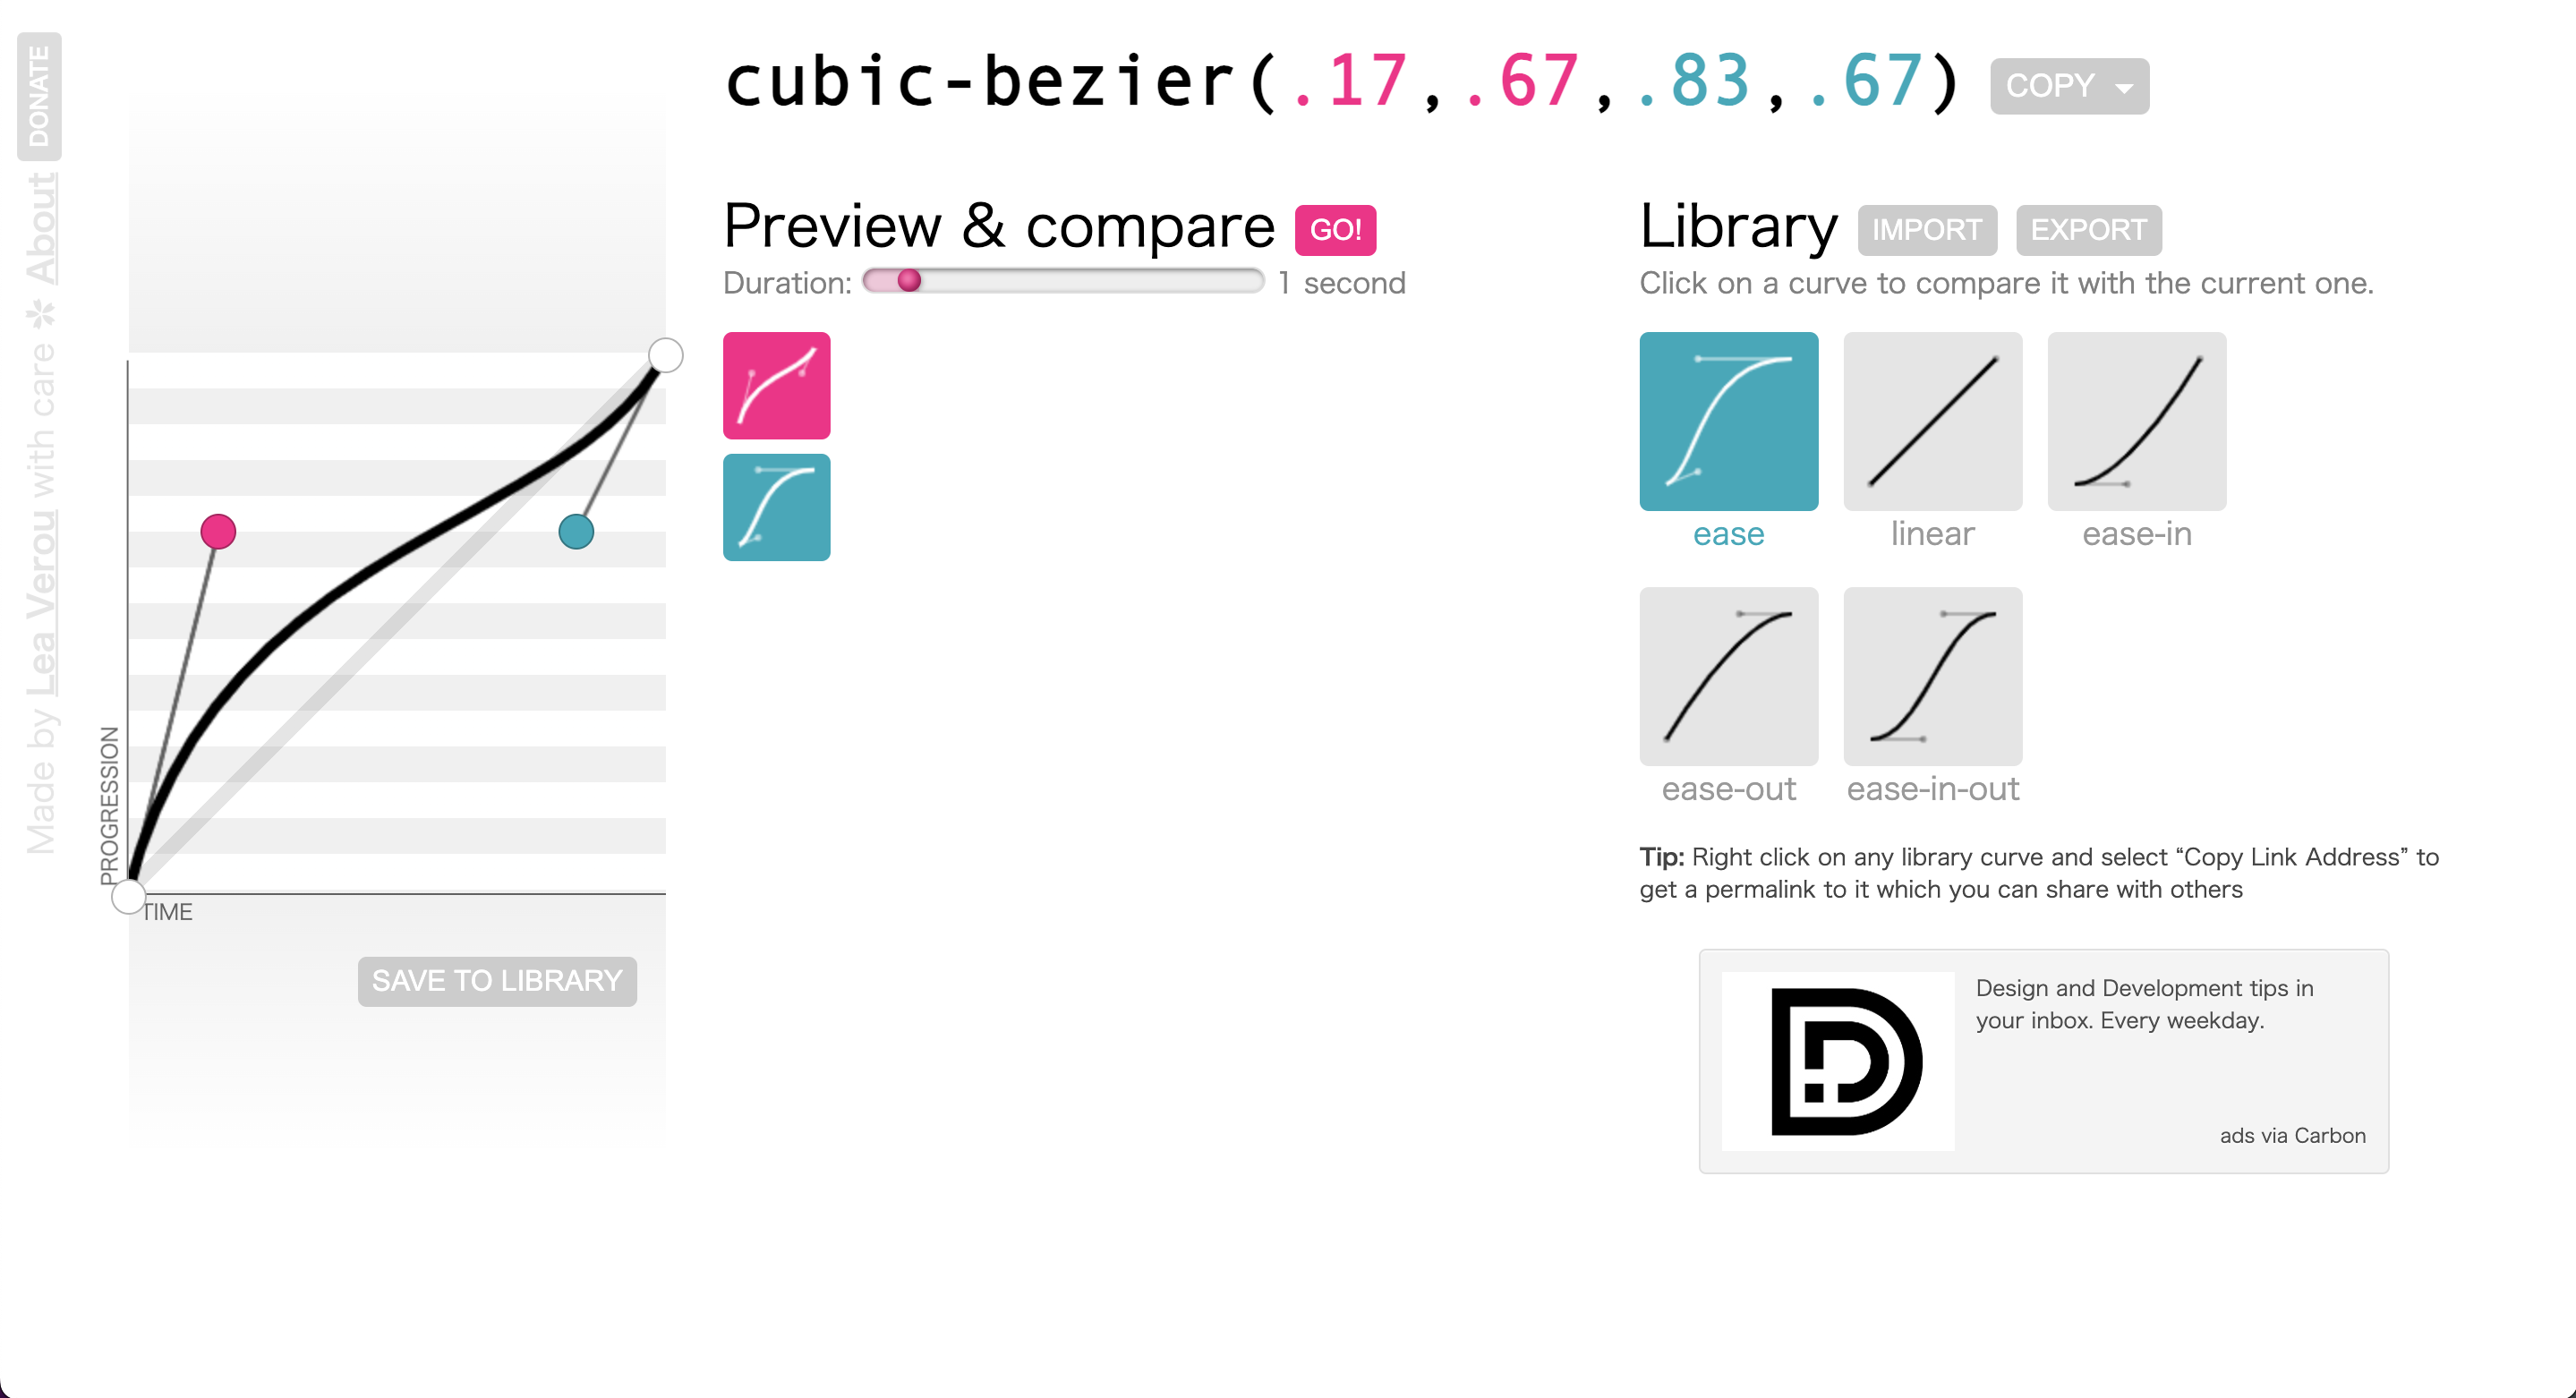 Made by Lea Verou with care ✽ About DONATE
cubic-bezier(.17,.67,.83,.67) COPY
PROGRESSION
TIME
SAVE TO LIBRARY
Preview & compare GO!
Duration: 1 second
Library IMPORT EXPORT
Click on a curve to compare it with the current one.
ease linear ease-in
ease-out ease-in-out
Tip: Right click on any library curve and select “Copy Link Address” to
get a permalink to it which you can share with others
Design and Development tips in
your inbox. Every weekday.
ads via Carbon